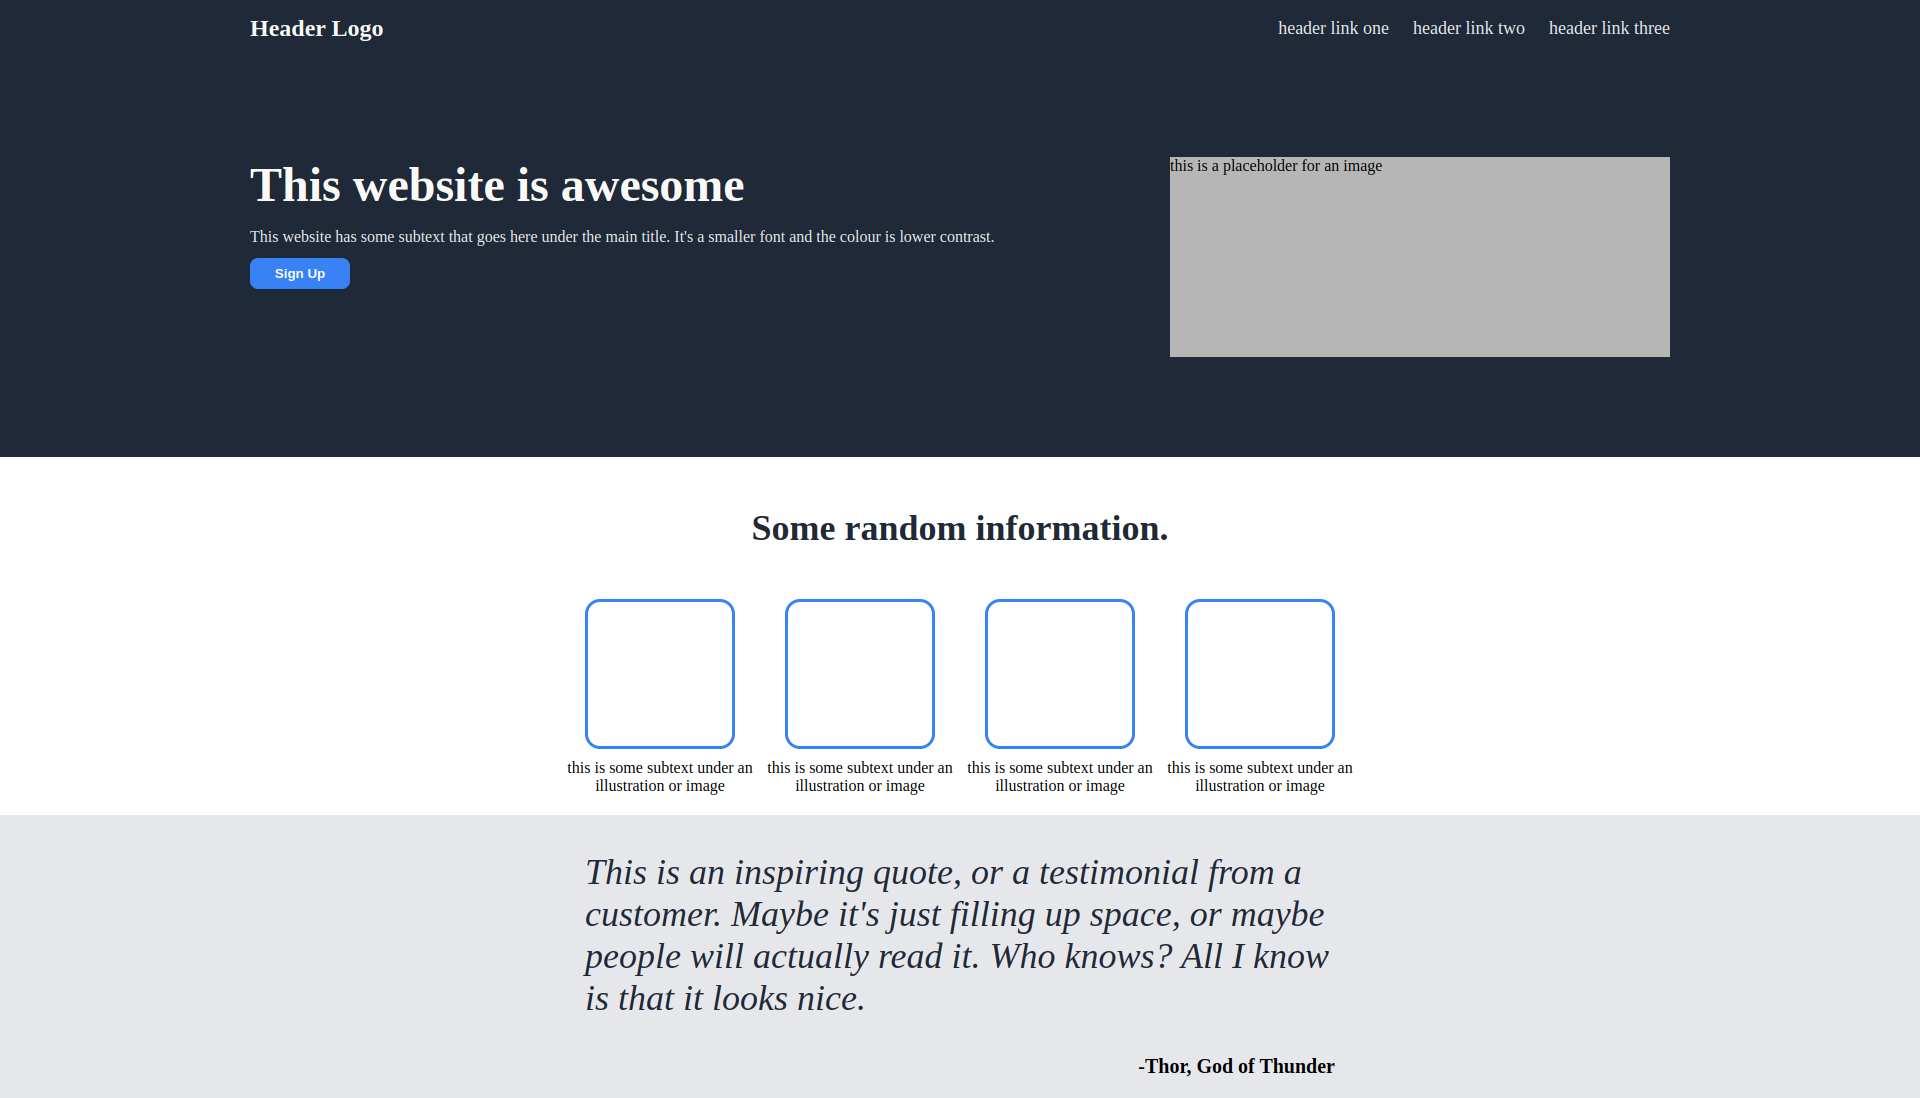 Header Logo
header link one
header link two
header link three
This website is awesome
This website has some subtext that goes here under the main title. It's a smaller font and the colour is lower contrast.
Sign Up
this is a placeholder for an image
Some random information.
this is some subtext under an
illustration or image
this is some subtext under an
illustration or image
this is some subtext under an
illustration or image
this is some subtext under an
illustration or image
This is an inspiring quote, or a testimonial from a
customer. Maybe it's just filling up space, or maybe
people will actually read it. Who knows? All I know
is that it looks nice.
-Thor, God of Thunder